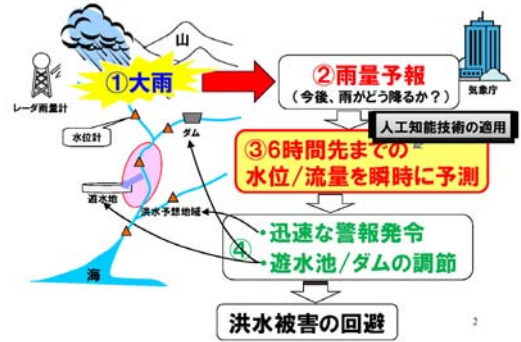 山
①大雨
レーダ雨量計
水位計
ダム
遊水地
洪水予想地域
海
②雨量予報
（今後、雨がどう降るか？）
気象庁
人工知能技術の適用
③6時間先までの
水位/流量を瞬時に予測
④
・迅速な警報発令
・遊水池/ダムの調節
洪水被害の回避
2